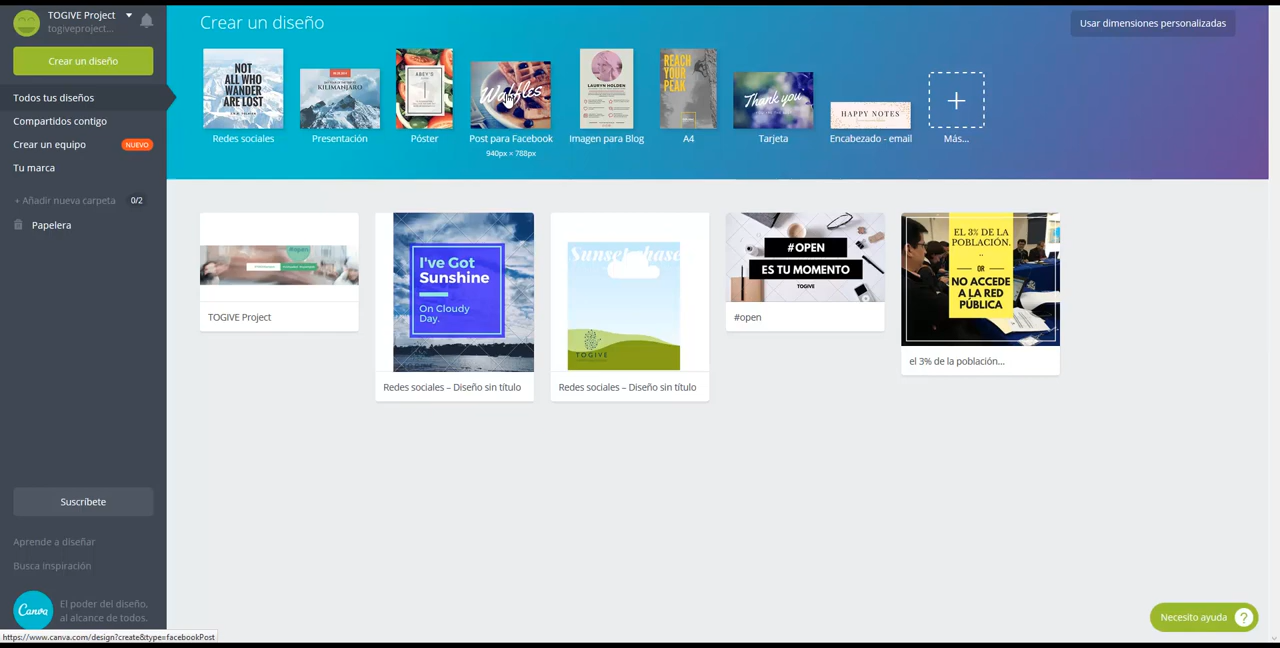 TOGIVE Project
togiveproject...
Crear un diseño
Todos tus diseños
Compartidos contigo
Crear un equipo
NUEVO
Tu marca
+ Añadir nueva carpeta
0/2
Papelera
Suscríbete
Aprende a diseñar
Busca inspiración
Canva
El poder del diseño,
al alcance de todos.
https://www.canva.com/design?create&type=facebookPost
Crear un diseño
Usar dimensiones personalizadas
NOT
ALL WHO
WANDER
ARE LOST
KILIMANJARO
ABEY'S
Waffles
LAURYN HOLDEN
REACH
YOUR
PEAK
Thank you
HAPPY NOTES
Redes sociales
Presentación
Póster
Post para Facebook
940px × 788px
Imagen para Blog
A4
Tarjeta
Encabezado - email
Más...
#open
TOGIVE Project
I've Got
Sunshine
On Cloudy
Day.
Redes sociales – Diseño sin título
Sunset
TOGIVE
Redes sociales – Diseño sin título
#OPEN
ES TU MOMENTO
TOGIVE
#open
EL 3% DE LA
POBLACIÓN.
..
OR
NO ACCEDE
A LA RED
PÚBLICA
el 3% de la población...
Necesito ayuda ?